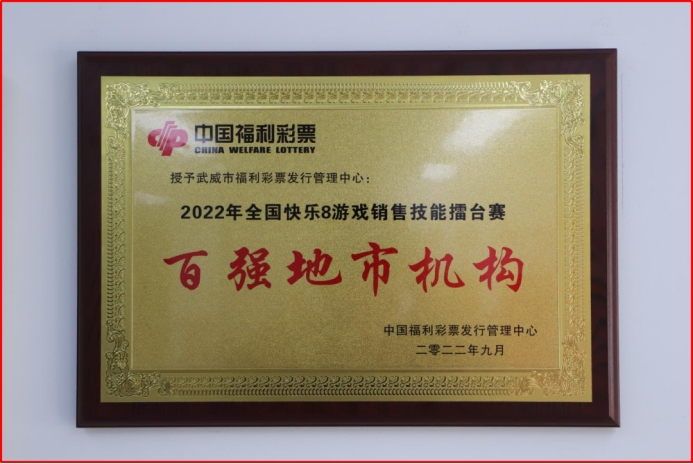 中国福利彩票
CHINA WELFARE LOTTERY
授予武威市福利彩票发行管理中心：
2022年全国快乐8游戏销售技能擂台赛
百强地市机构
中国福利彩票发行管理中心
二零二二年九月